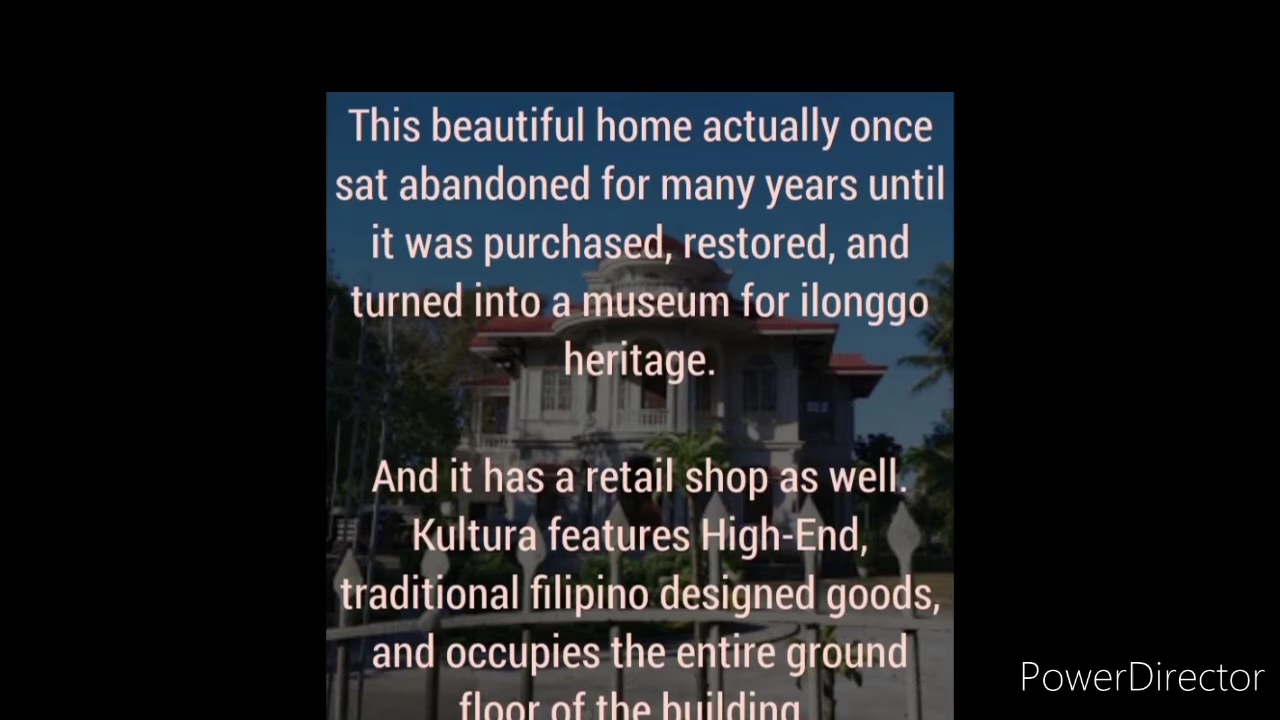 This beautiful home actually once
sat abandoned for many years until
it was purchased, restored, and
turned into a museum for ilonggo
heritage.
And it has a retail shop as well.
Kultura features High-End,
traditional filipino designed goods,
and occupies the entire ground
floor of the building
PowerDirector